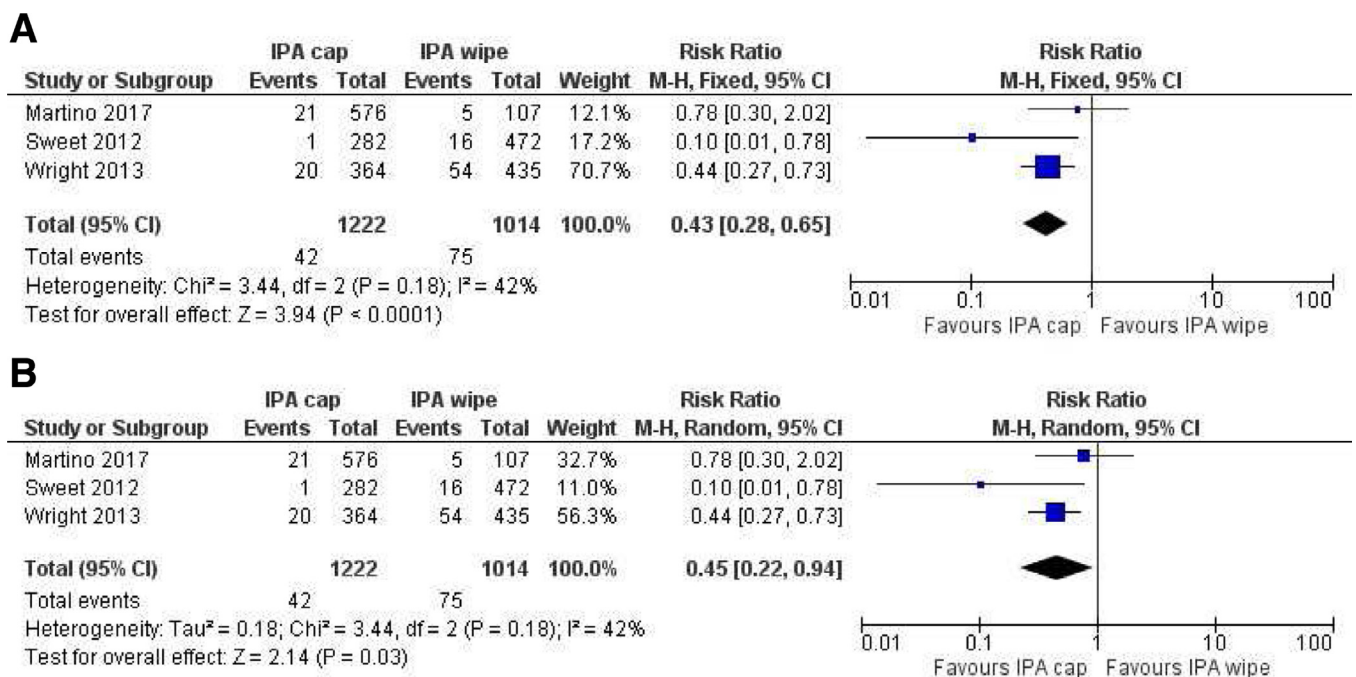 A
IPA cap IPA wipe Risk Ratio Risk Ratio
Study or Subgroup Events Total Events Total Weight M-H, Fixed, 95% CI M-H, Fixed, 95% CI
Martino 2017 21 576 5 107 12.1% 0.78 [0.30, 2.02]
Sweet 2012 1 282 16 472 17.2% 0.10 [0.01, 0.78]
Wright 2013 20 364 54 435 70.7% 0.44 [0.27, 0.73]
Total (95% CI) 1222 1014 100.0% 0.43 [0.28, 0.65]
Total events 42 75
Heterogeneity: Chi² = 3.44, df = 2 (P = 0.18); I² = 42%
Test for overall effect: Z = 3.94 (P < 0.0001)
0.01 0.1 1 10 100
Favours IPA cap Favours IPA wipe
B
IPA cap IPA wipe Risk Ratio Risk Ratio
Study or Subgroup Events Total Events Total Weight M-H, Random, 95% CI M-H, Random, 95% CI
Martino 2017 21 576 5 107 32.7% 0.78 [0.30, 2.02]
Sweet 2012 1 282 16 472 11.0% 0.10 [0.01, 0.78]
Wright 2013 20 364 54 435 56.3% 0.44 [0.27, 0.73]
Total (95% CI) 1222 1014 100.0% 0.45 [0.22, 0.94]
Total events 42 75
Heterogeneity: Tau² = 0.18; Chi² = 3.44, df = 2 (P = 0.18); I² = 42%
Test for overall effect: Z = 2.14 (P = 0.03)
0.01 0.1 1 10 100
Favours IPA cap Favours IPA wipe